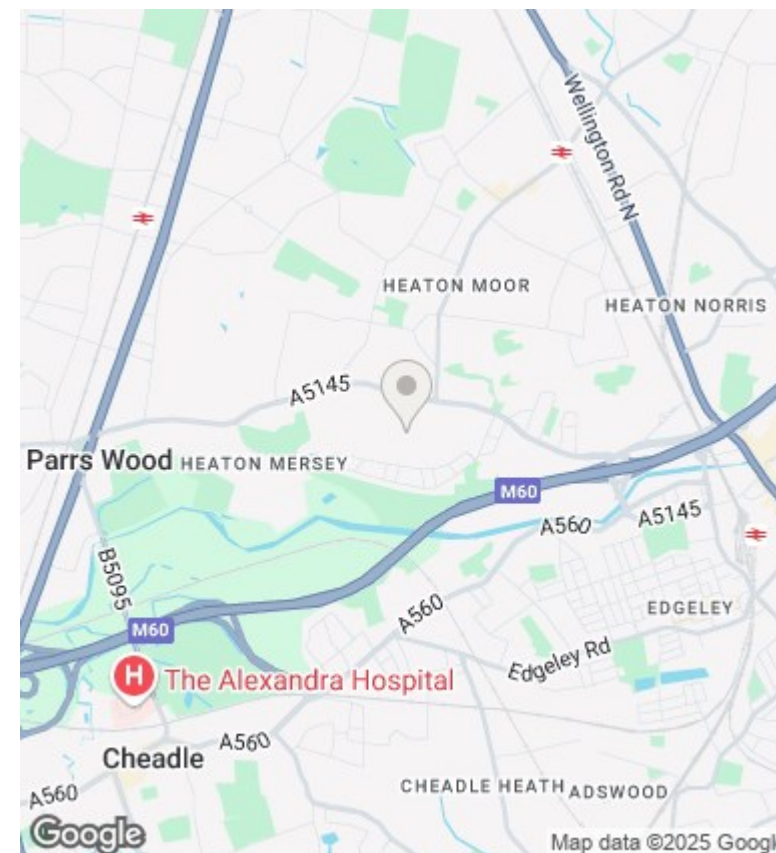 Wellington Rd N
HEATON MOOR
HEATON NORRIS
A5145
Parrs Wood
HEATON MERSEY
M60
A560
A5145
B5095
A560
EDGELEY
M60
Edgeley Rd
H
The Alexandra Hospital
A560
Cheadle
CHEADLE HEATH
ADSWOOD
A560
Google
Map data ©2025 Googl